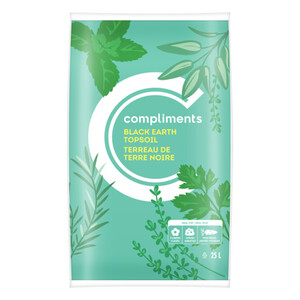 compliments
BLACK EARTH
TOPSOIL
TERREAU DE
TERRE NOIRE
25 L